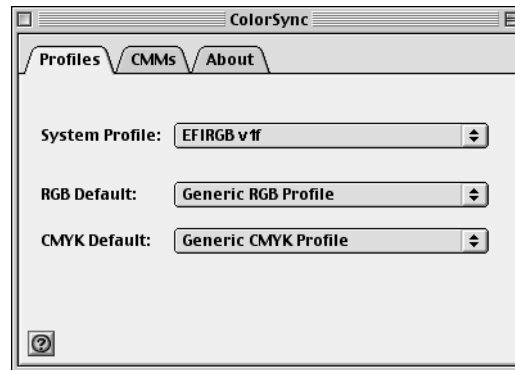 ColorSync
Profiles CMMs About
System Profile: EFIRGB v1f
RGB Default: Generic RGB Profile
CMYK Default: Generic CMYK Profile
?